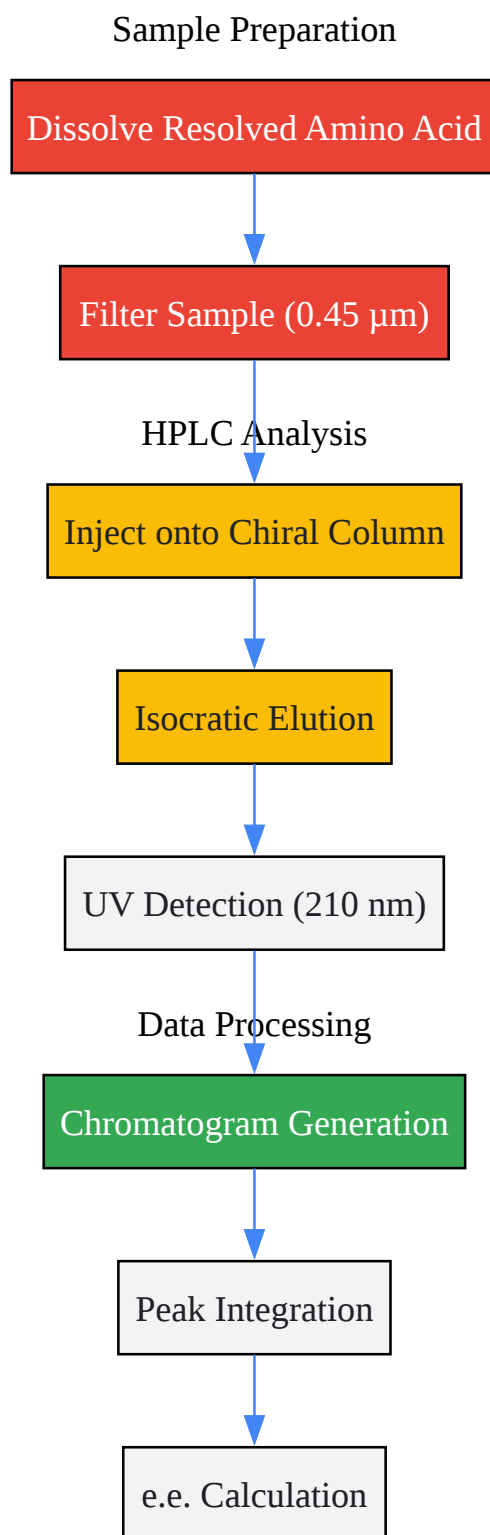 Sample Preparation
Dissolve Resolved Amino Acid
Filter Sample (0.45 µm)
HPLC Analysis
Inject onto Chiral Column
Isocratic Elution
UV Detection (210 nm)
Data Processing
Chromatogram Generation
Peak Integration
e.e. Calculation